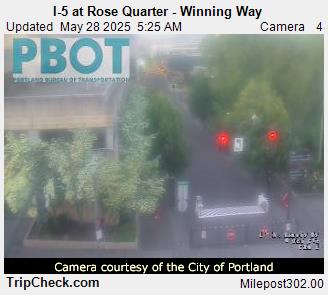 I-5 at Rose Quarter - Winning Way
Updated May 28 2025 5:25 AM Camera 4
PBOT
PORTLAND BUREAU OF TRANSPORTATION
Camera courtesy of the City of Portland
TripCheck.com Milepost302.00